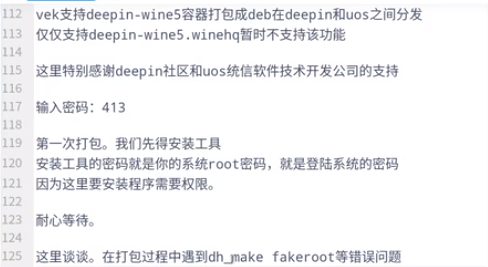 112 vek支持deepin-wine5容器打包成deb在deepin和uos之间分发
113 仅仅支持deepin-wine5.winehq暂时不支持该功能
114
115 这里特别感谢deepin社区和uos统信软件技术开发公司的支持
116
117 输入密码：413
118
119 第一次打包。我们先得安装工具
120 安装工具的密码就是你的系统root密码，就是登陆系统的密码
121 因为这里要安装程序需要权限。
122
123 耐心等待。
124
125 这里谈谈。在打包过程中遇到dh_make fakeroot等错误问题